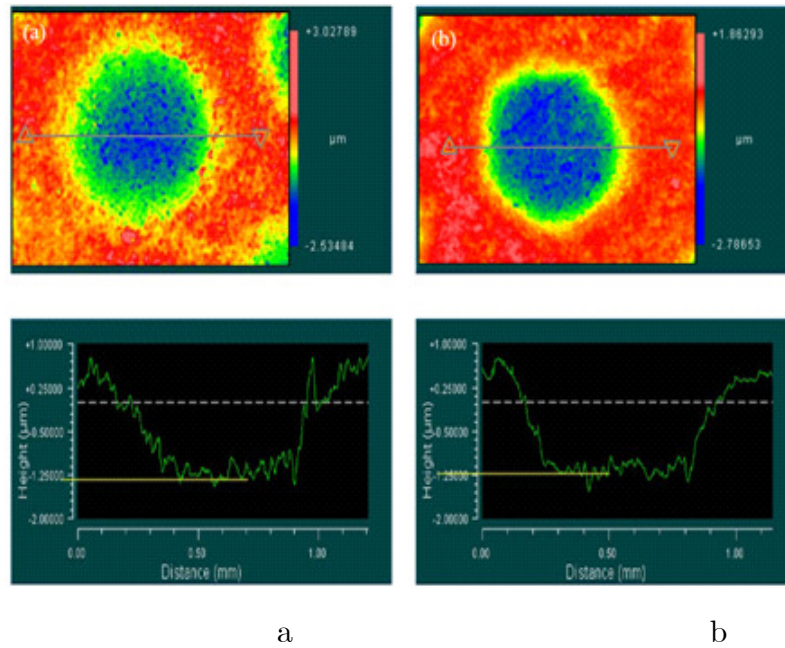 (a)
+3.02789
µm
-2.53484
(b)
+1.86293
µm
-2.78653
+1.00000
+0.25000
-0.50000
-1.25000
-2.00000
Height (µm)
0.00
0.50
1.00
Distance (mm)
+1.00000
+0.25000
-0.50000
-1.25000
-2.00000
Height (µm)
0.00
0.50
1.00
Distance (mm)
a
b